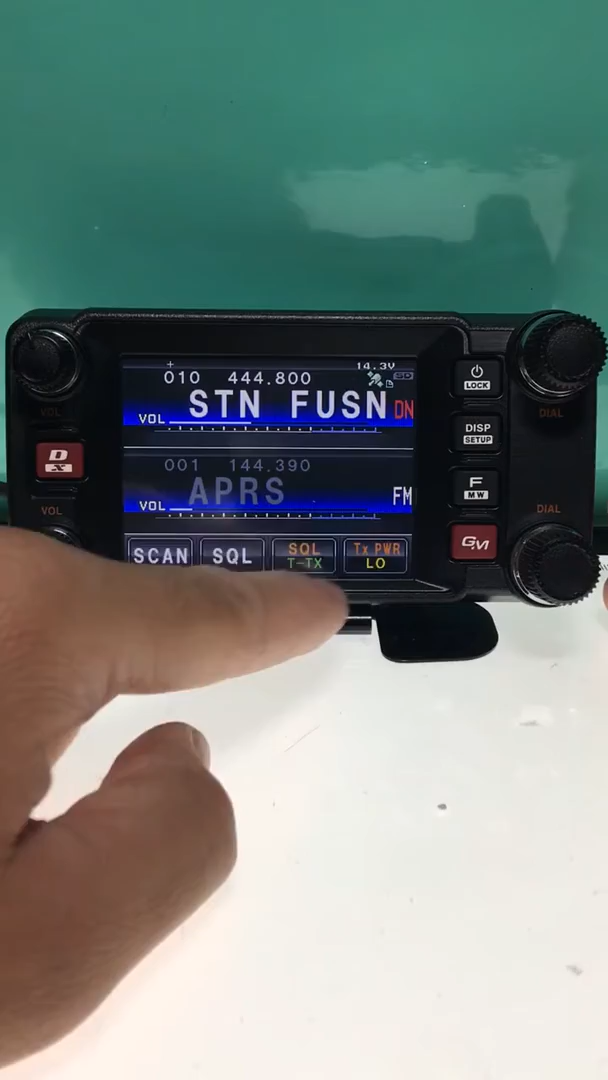 14.3V
010 444.800 SD
STN FUSN DN
VOL
001 144.390
APRS FM
VOL
SCAN SQL SQL T-TX Tx PWR LO
VOL
D X
VOL
LOCK
DISP SETUP
F MW
GM
DIAL
DIAL